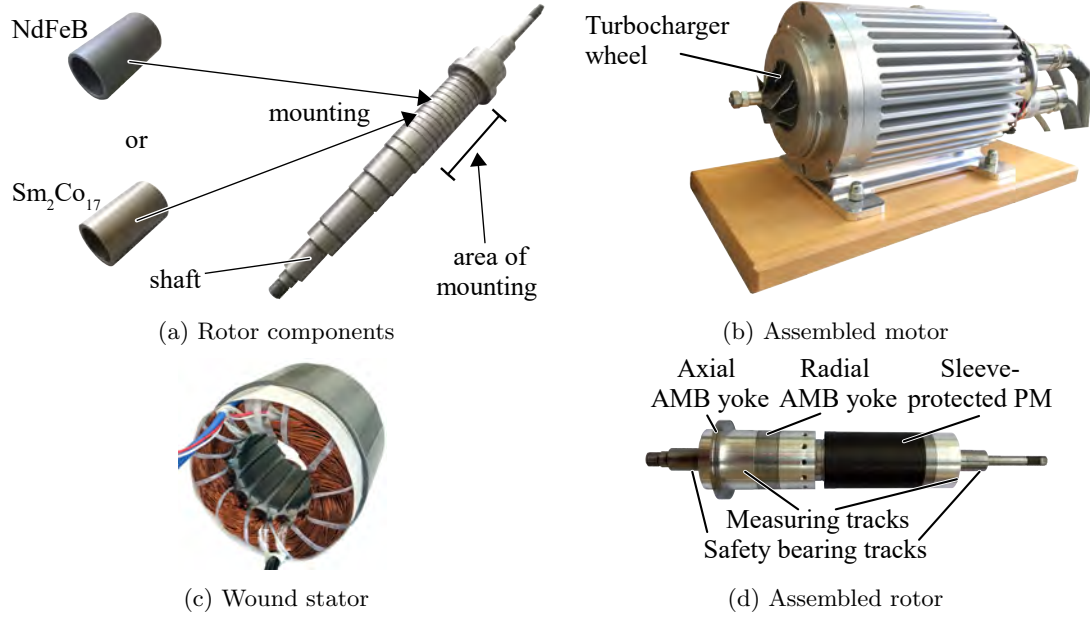 NdFeB
mounting
or
Sm₂Co₁₇
shaft
area of
mounting
(a) Rotor components
Turbocharger
wheel
(b) Assembled motor
(c) Wound stator
Axial
AMB yoke
Radial
AMB yoke
Sleeve-
protected PM
Measuring tracks
Safety bearing tracks
(d) Assembled rotor